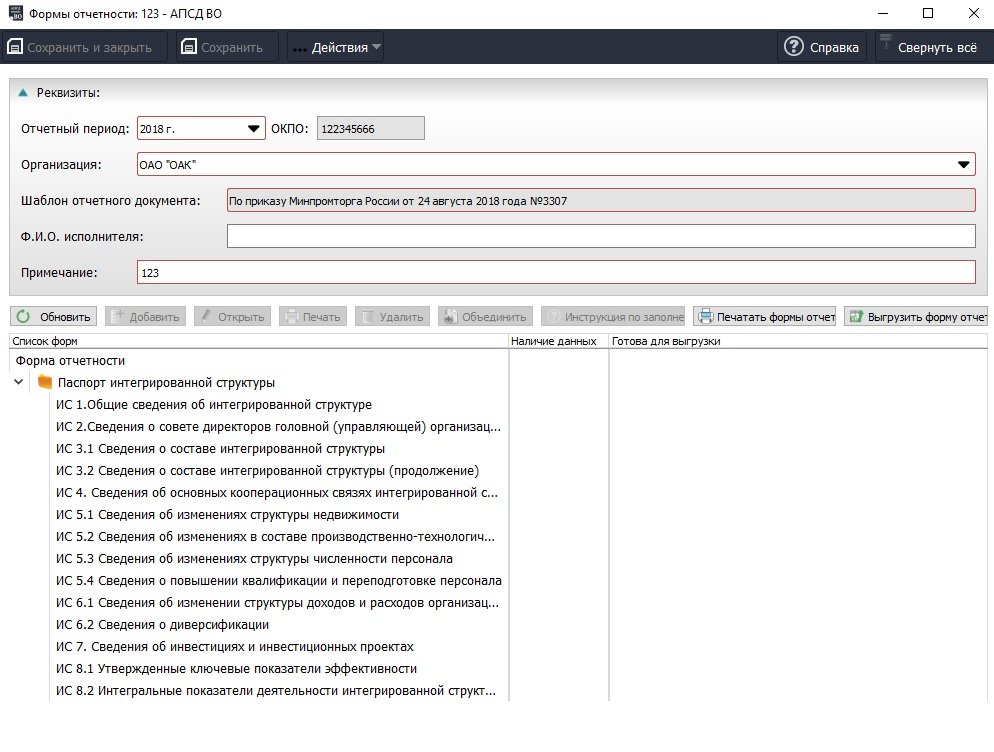 Формы отчетности: 123 - АПСД ВО
Сохранить и закрыть Сохранить ... Действия Справка Свернуть всё
Реквизиты:
Отчетный период: 2018 г. ОКПО: 122345666
Организация: ОАО "ОАК"
Шаблон отчетного документа: По приказу Минпромторга России от 24 августа 2018 года №3307
Ф.И.О. исполнителя:
Примечание: 123
Обновить Добавить Открыть Печать Удалить Объединить Инструкция по заполне Печатать формы отчет Выгрузить форму отчет
Список форм Наличие данных Готова для выгрузки
Форма отчетности
Паспорт интегрированной структуры
ИС 1.Общие сведения об интегрированной структуре
ИС 2.Сведения о совете директоров головной (управляющей) организац...
ИС 3.1 Сведения о составе интегрированной структуры
ИС 3.2 Сведения о составе интегрированной структуры (продолжение)
ИС 4. Сведения об основных кооперационных связях интегрированной с...
ИС 5.1 Сведения об изменениях структуры недвижимости
ИС 5.2 Сведения об изменениях в составе производственно-технологич...
ИС 5.3 Сведения об изменениях структуры численности персонала
ИС 5.4 Сведения о повышении квалификации и переподготовке персонала
ИС 6.1 Сведения об изменении структуры доходов и расходов организац...
ИС 6.2 Сведения о диверсификации
ИС 7. Сведения об инвестициях и инвестиционных проектах
ИС 8.1 Утвержденные ключевые показатели эффективности
ИС 8.2 Интегральные показатели деятельности интегрированной структ...